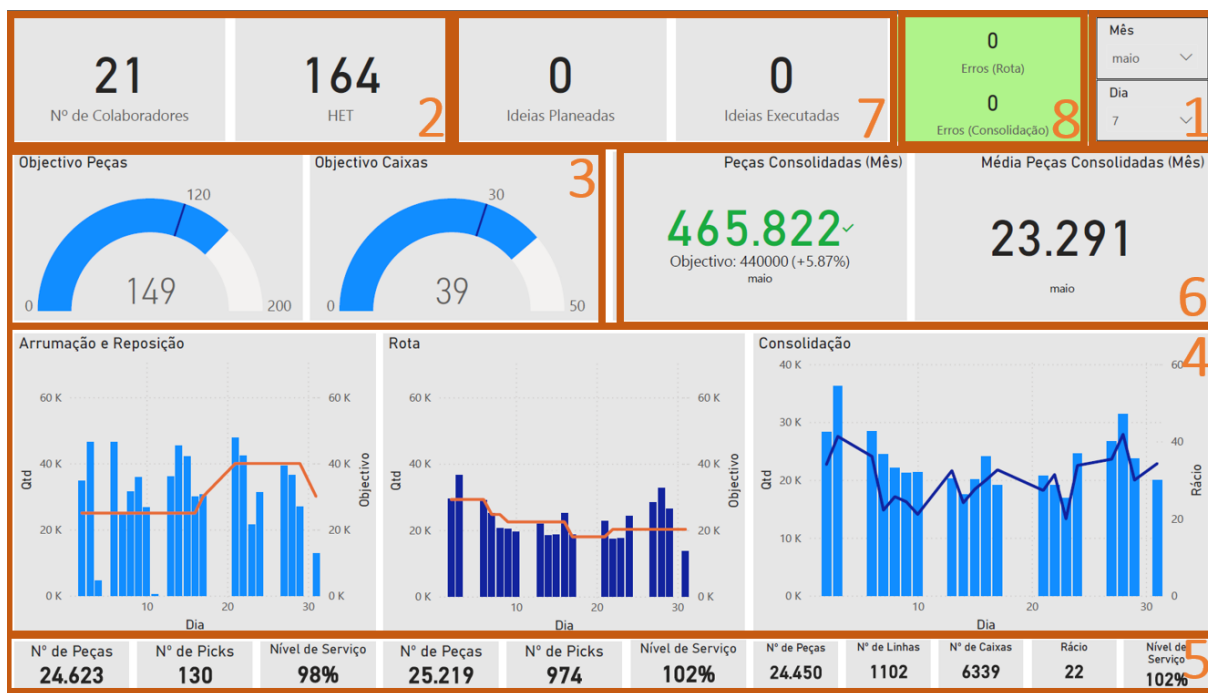 21
Nº de Colaboradores
164
HET
2
0
Ideias Planeadas
0
Ideias Executadas
7
0
Erros (Rota)
0
Erros (Consolidação)
8
Mês
maio
Dia
7
1
Objectivo Peças
120
149
0
200
Objectivo Caixas
30
39
0
50
3
Peças Consolidadas (Mês)
465.822
Objectivo: 440000 (+5.87%)
maio
Média Peças Consolidadas (Mês)
23.291
maio
6
Arrumação e Reposição
60 K
40 K
20 K
0 K
Qtd
60 K
40 K
20 K
0 K
Objectivo
10 20 30
Dia
Rota
60 K
40 K
20 K
0 K
Qtd
60 K
40 K
20 K
0 K
Objectivo
10 20 30
Dia
Consolidação
40 K
30 K
20 K
10 K
0 K
Qtd
60
40
20
0
Rácio
10 20 30
Dia
4
Nº de Peças
24.623
Nº de Picks
130
Nível de Serviço
98%
Nº de Peças
25.219
Nº de Picks
974
Nível de Serviço
102%
Nº de Peças
24.450
Nº de Linhas
1102
Nº de Caixas
6339
Rácio
22
Nível de
Serviço
102%
5